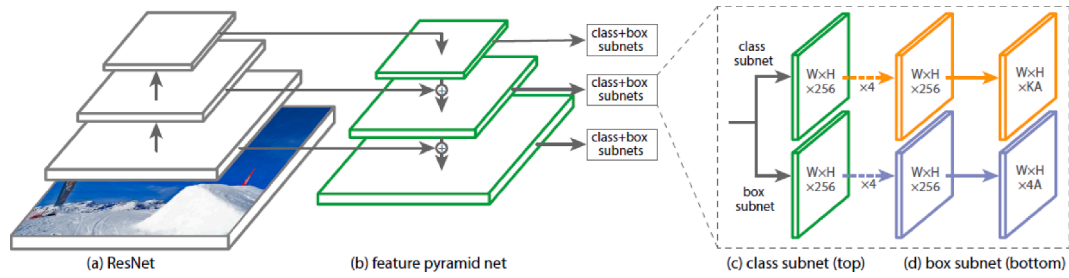 class+box
subnets
class+box
subnets
class+box
subnets
class
subnet
W×H
×256
×4
W×H
×256
W×H
×KA
box
subnet
W×H
×256
×4
W×H
×256
W×H
×4A
(a) ResNet
(b) feature pyramid net
(c) class subnet (top)
(d) box subnet (bottom)